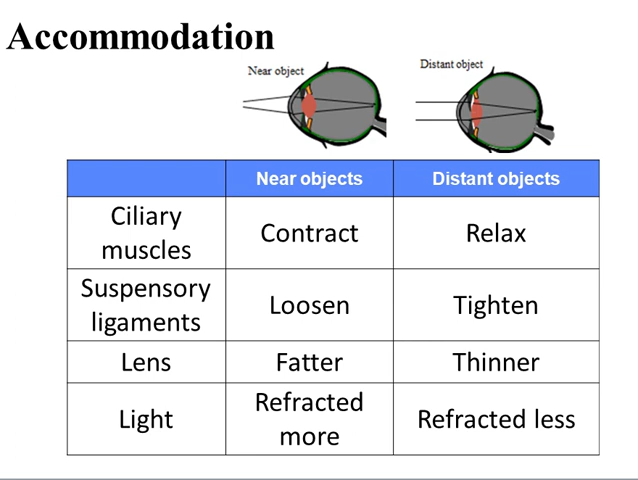 Accommodation
Near object
Distant object
Near objects
Distant objects
Ciliary
muscles
Contract
Relax
Suspensory
ligaments
Loosen
Tighten
Lens
Fatter
Thinner
Light
Refracted
more
Refracted less